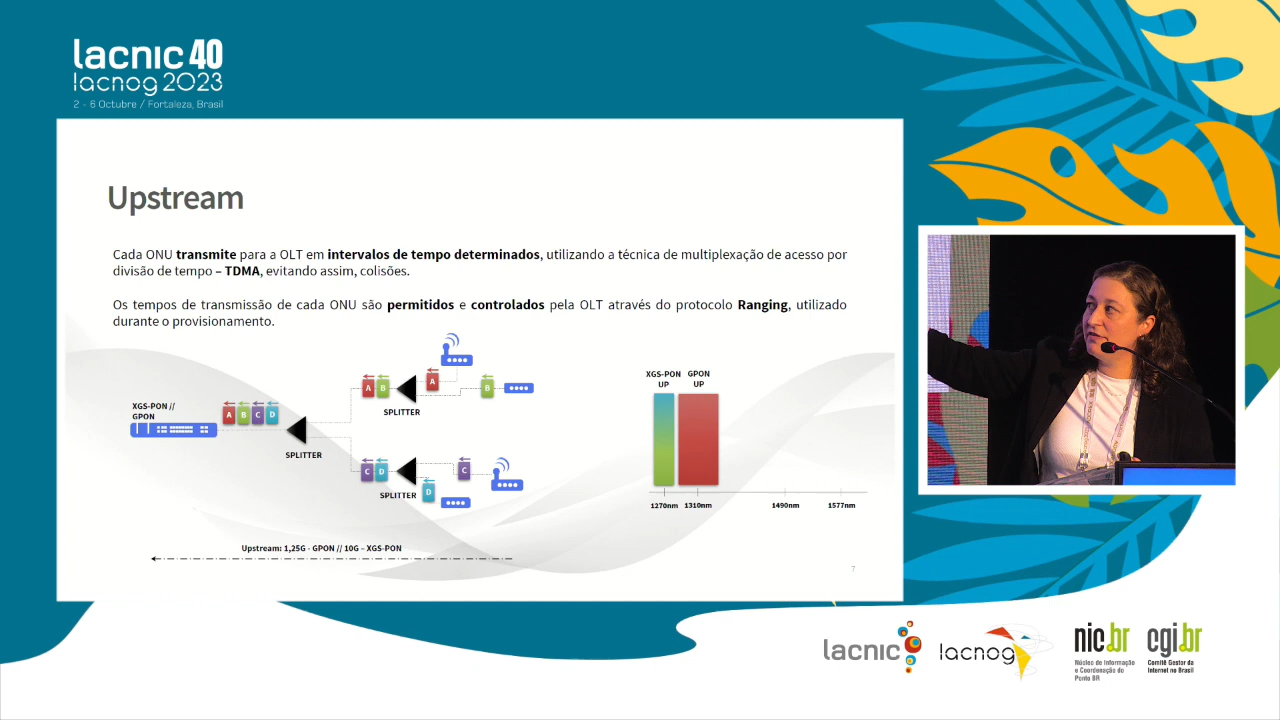 lacnic 40
lacnog 2023
2 - 6 Octubre / Fortaleza, Brasil
Upstream
Cada ONU transmite para a OLT em intervalos de tempo determinados, utilizando a técnica de multiplexação de acesso por
divisão de tempo – TDMA, evitando assim, colisões.
Os tempos de transmissão de cada ONU são permitidos e controlados pela OLT através do protocolo Ranging, utilizado
durante o provisionamento.
XGS-PON //
GPON
A B C D
SPLITTER
A B
SPLITTER
A
B
C D
SPLITTER
C
D
Upstream: 1,25G - GPON // 10G – XGS-PON
XGS-PON
UP
GPON
UP
1270nm 1310nm 1490nm 1577nm
7
lacnic
lacnog
nic.br
Núcleo de Informação
e Coordenação do
Ponto BR
cgi.br
Comitê Gestor da
Internet no Brasil